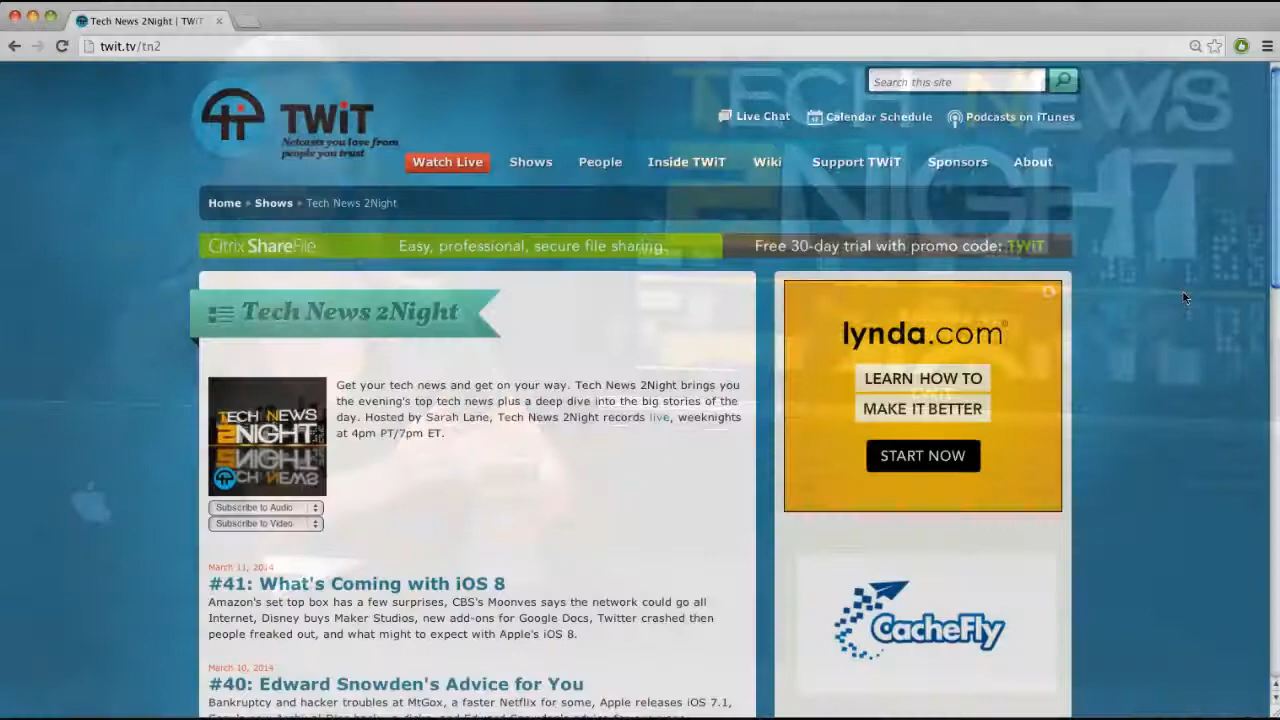 Tech News 2Night | TWiT
twit.tv/tn2
TECH NEWS
2NIGHT
Search this site
TWiT
Netcasts you love from
people you trust
Live Chat
Calendar Schedule
Podcasts on iTunes
Watch Live
Shows
People
Inside TWiT
Wiki
Support TWiT
Sponsors
About
Home » Shows » Tech News 2Night
Citrix ShareFile Easy, professional, secure file sharing. Free 30-day trial with promo code: TWiT
Tech News 2Night
TECH NEWS
2NIGHT
Get your tech news and get on your way. Tech News 2Night brings you
the evening's top tech news plus a deep dive into the big stories of the
day. Hosted by Sarah Lane, Tech News 2Night records live, weeknights
at 4pm PT/7pm ET.
Subscribe to Audio
Subscribe to Video
March 11, 2014
#41: What's Coming with iOS 8
Amazon's set top box has a few surprises, CBS's Moonves says the network could go all
Internet, Disney buys Maker Studios, new add-ons for Google Docs, Twitter crashed then
people freaked out, and what might to expect with Apple's iOS 8.
March 10, 2014
#40: Edward Snowden's Advice for You
Bankruptcy and hacker troubles at MtGox, a faster Netflix for some, Apple releases iOS 7.1,
lynda.com
LEARN HOW TO
MAKE IT BETTER
START NOW
CacheFly